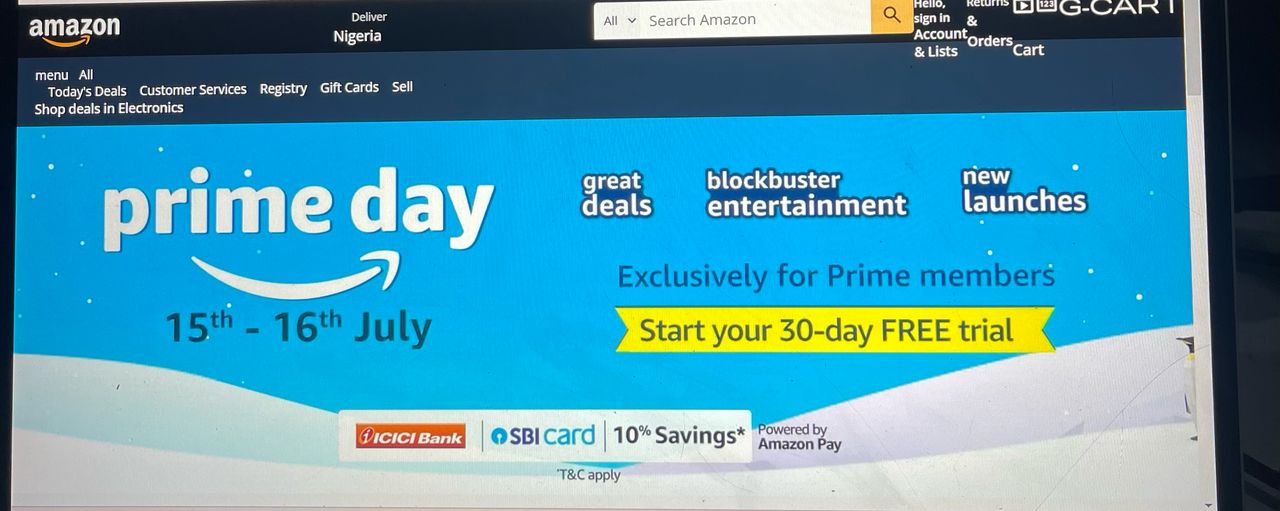 amazon
Deliver
Nigeria
All
Search Amazon
Hello,
sign in
Account
& Lists
Returns
&
Orders
123
G-CART
Cart
menu All
Today's Deals Customer Services Registry Gift Cards Sell
Shop deals in Electronics
prime day
15th - 16th July
great
deals
blockbuster
entertainment
new
launches
Exclusively for Prime members
Start your 30-day FREE trial
ICICI Bank
SBI card
10% Savings*
Powered by
Amazon Pay
*T&C apply